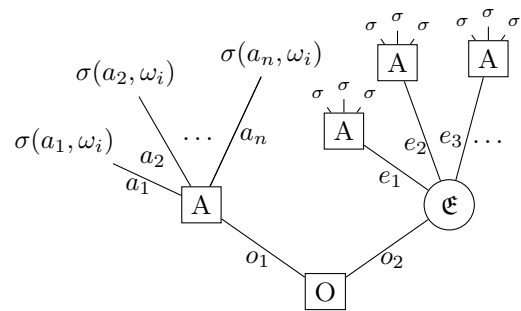 σ σ σ
σ σ σ
A
A
σ σ σ
A
σ(a₁, ωᵢ)
σ(a₂, ωᵢ)
σ(aₙ, ωᵢ)
...
a₁
a₂
aₙ
e₁
e₂
e₃
...
A
𝕰
o₁
o₂
O